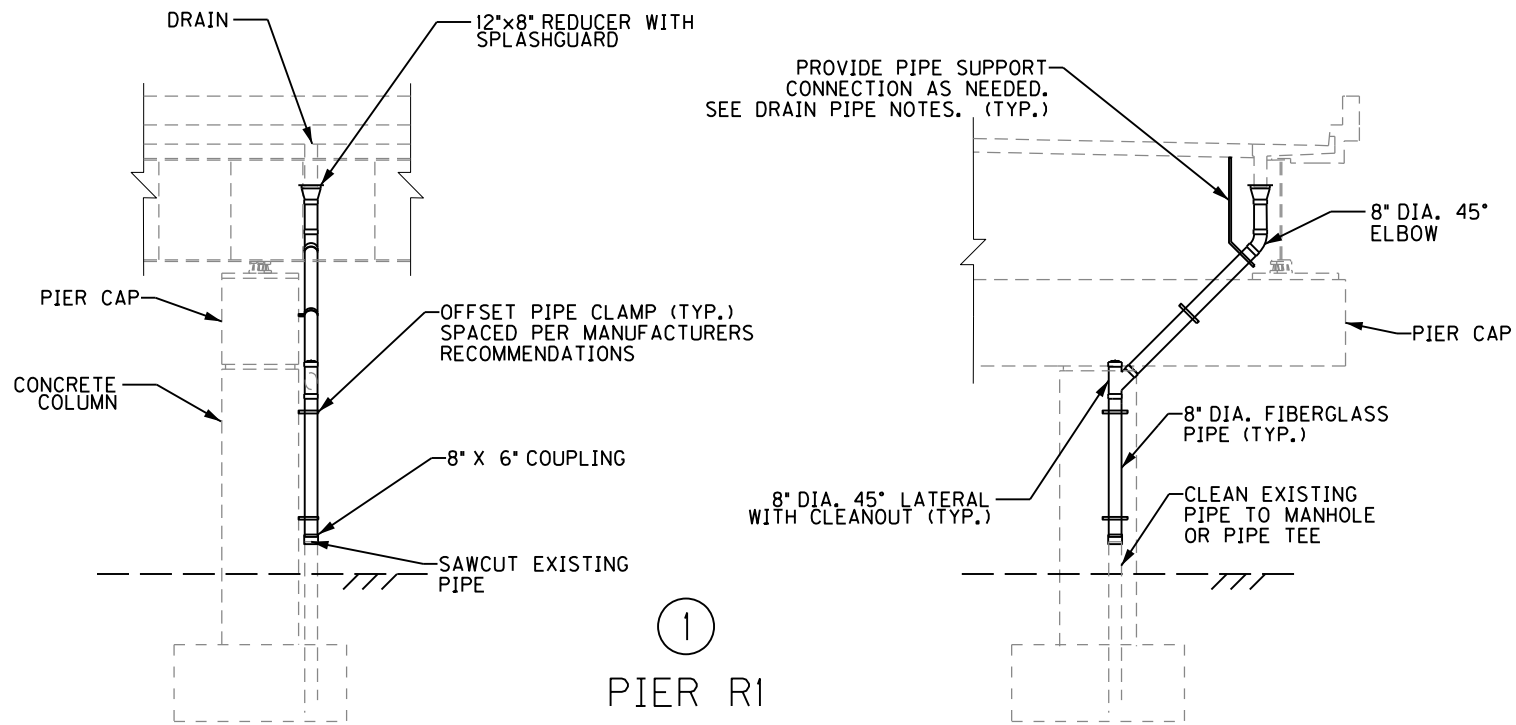 DRAIN
12"x8" REDUCER WITH
SPLASHGUARD
PIER CAP
OFFSET PIPE CLAMP (TYP.)
SPACED PER MANUFACTURERS
RECOMMENDATIONS
CONCRETE
COLUMN
8" X 6" COUPLING
SAWCUT EXISTING
PIPE
PROVIDE PIPE SUPPORT
CONNECTION AS NEEDED.
SEE DRAIN PIPE NOTES. (TYP.)
8" DIA. 45°
ELBOW
PIER CAP
8" DIA. FIBERGLASS
PIPE (TYP.)
8" DIA. 45° LATERAL
WITH CLEANOUT (TYP.)
CLEAN EXISTING
PIPE TO MANHOLE
OR PIPE TEE
1
PIER R1